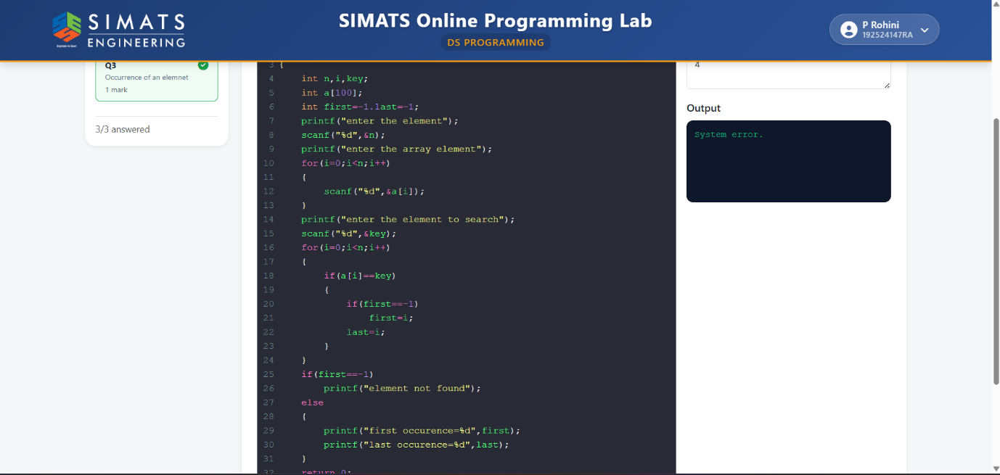 SIMATS
ENGINEERING
Engineer to Excel
SIMATS Online Programming Lab
DS PROGRAMMING
P Rohini
192524147RA
Q3
Occurrence of an elemnet
1 mark
3/3 answered
3 {
4 int n,i,key;
5 int a[100];
6 int first=-1.last=-1;
7 printf("enter the element");
8 scanf("%d",&n);
9 printf("enter the array element");
10 for(i=0;i<n;i++)
11 {
12 scanf("%d",&a[i]);
13 }
14 printf("enter the element to search");
15 scanf("%d",&key);
16 for(i=0;i<n;i++)
17 {
18 if(a[i]==key)
19 {
20 if(first==-1)
21 first=i;
22 last=i;
23 }
24 }
25 if(first==-1)
26 printf("element not found");
27 else
28 {
29 printf("first occurence=%d",first);
30 printf("last occurence=%d",last);
31 }
32 return 0;
4
Output
System error.